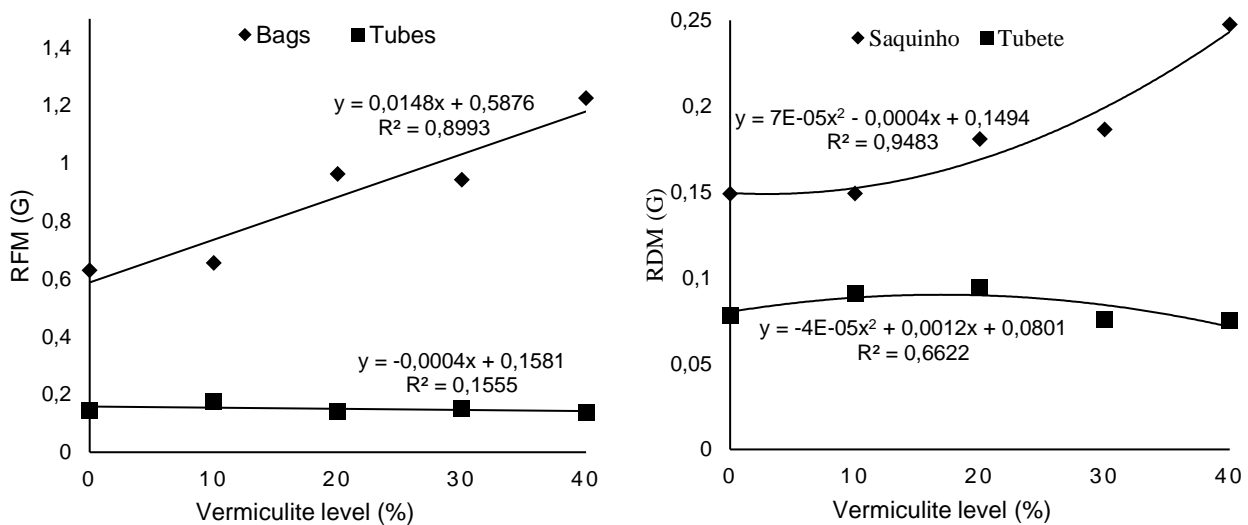 1,4
1,2
1
0,8
0,6
0,4
0,2
0
RFM (G)
Bags Tubes
y = 0,0148x + 0,5876
R² = 0,8993
y = -0,0004x + 0,1581
R² = 0,1555
0 10 20 30 40
Vermiculite level (%)
0,25
0,2
0,15
0,1
0,05
0
RDM (G)
Saquinho Tubete
y = 7E-05x² - 0,0004x + 0,1494
R² = 0,9483
y = -4E-05x² + 0,0012x + 0,0801
R² = 0,6622
0 10 20 30 40
Vermiculite level (%)